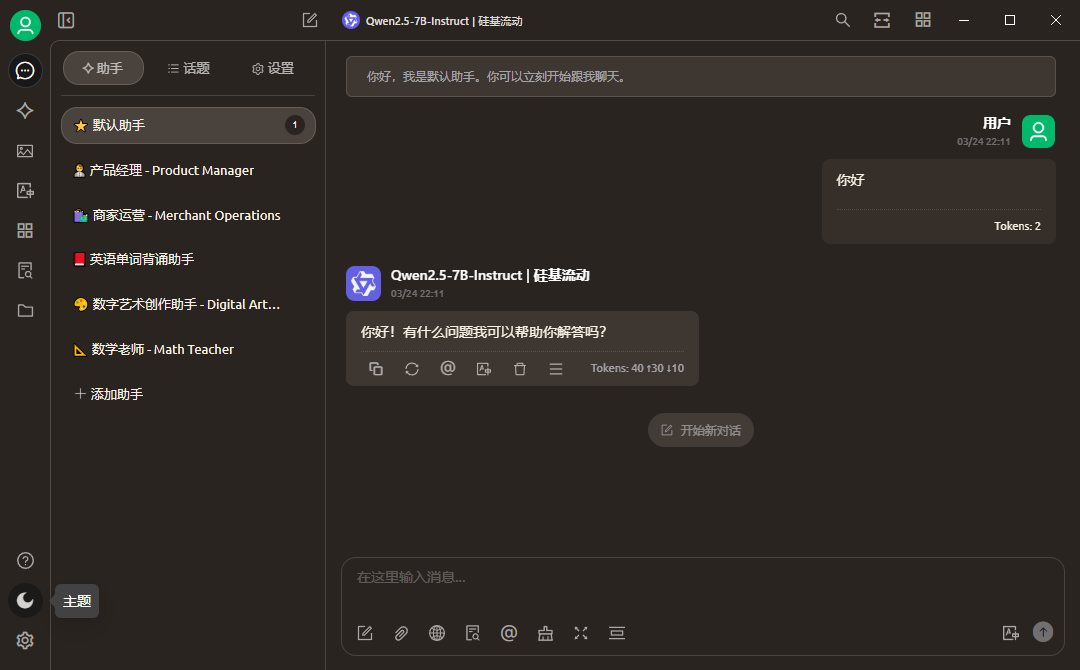 Qwen2.5-7B-Instruct | 硅基流动
助手
话题
设置
默认助手
1
产品经理 - Product Manager
商家运营 - Merchant Operations
英语单词背诵助手
数字艺术创作助手 - Digital Art...
数学老师 - Math Teacher
添加助手
主题
你好，我是默认助手。你可以立刻开始跟我聊天。
用户
03/24 22:11
你好
Tokens: 2
Qwen2.5-7B-Instruct | 硅基流动
03/24 22:11
你好！有什么问题我可以帮助你解答吗？
Tokens: 40 ↑30 ↓10
开始新对话
在这里输入消息...